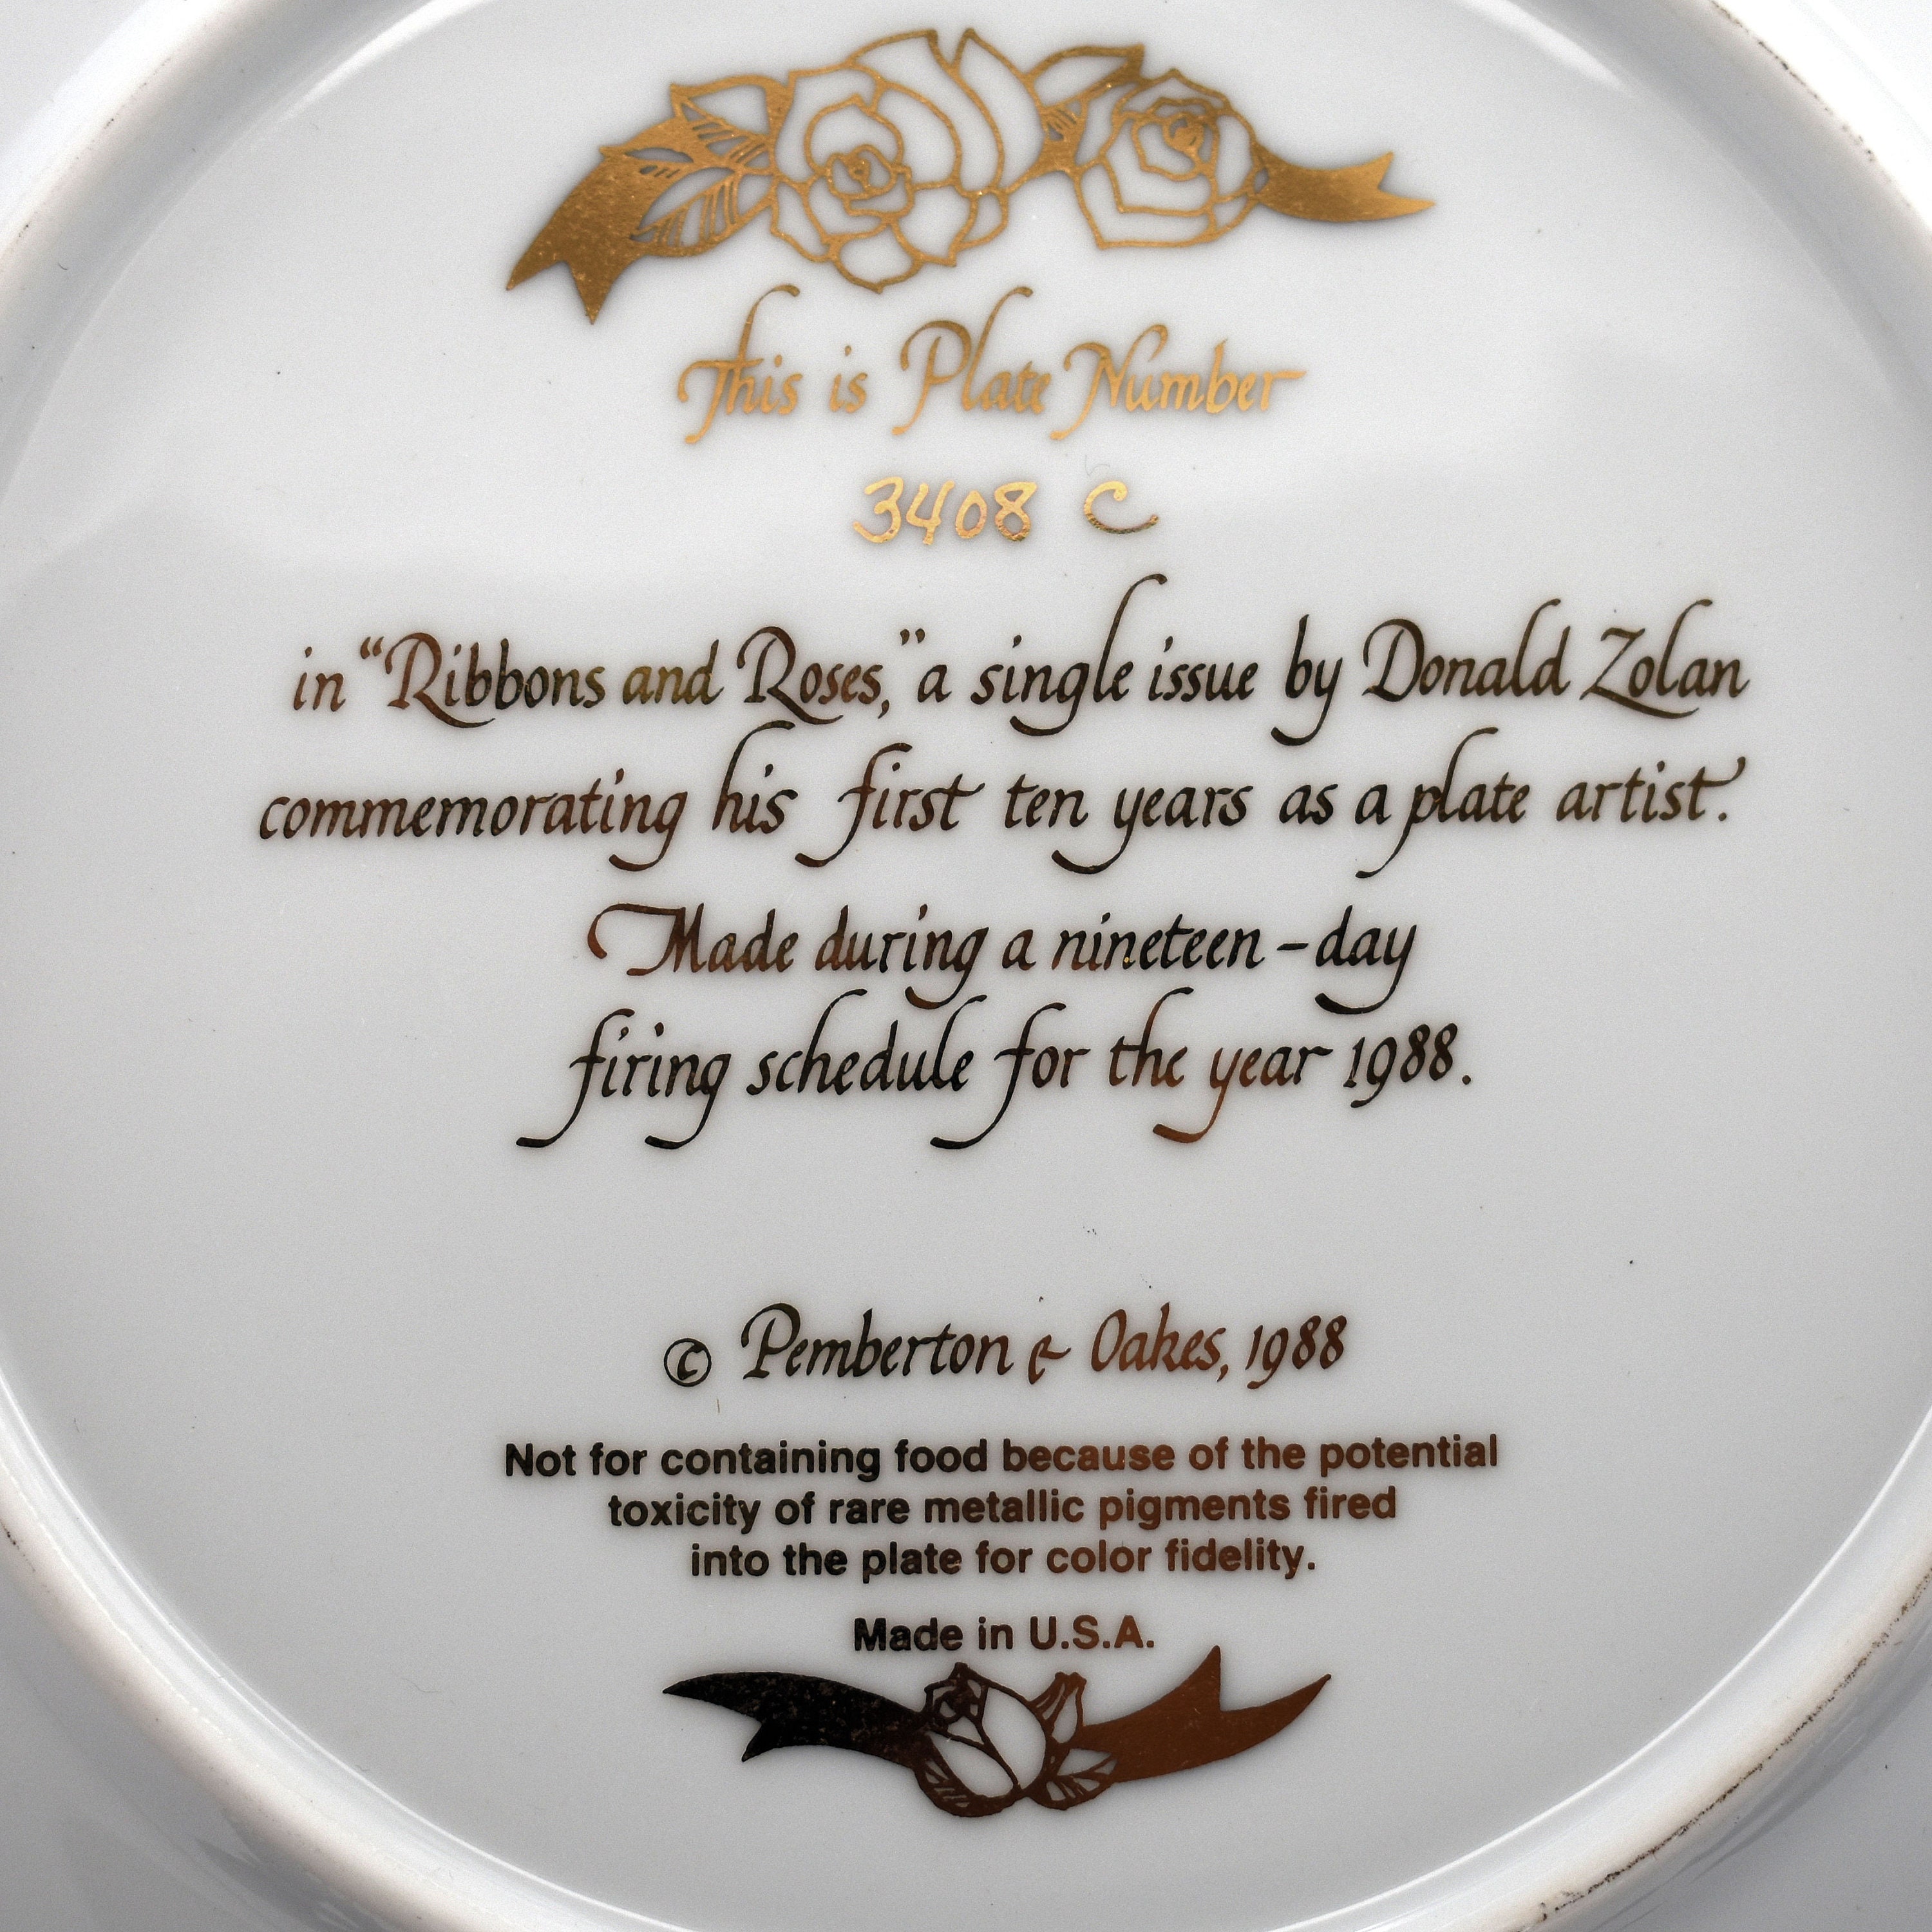 This is Plate Number
3408 C
in “Ribbons and Roses,” a single issue by Donald Zolan
commemorating his first ten years as a plate artist.
Made during a nineteen-day
firing schedule for the year 1988.
© Pemberton & Oakes, 1988
Not for containing food because of the potential
toxicity of rare metallic pigments fired
into the plate for color fidelity.
Made in U.S.A.